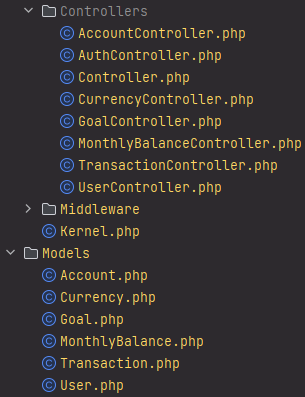 Controllers
AccountController.php
AuthController.php
Controller.php
CurrencyController.php
GoalController.php
MonthlyBalanceController.php
TransactionController.php
UserController.php
Middleware
Kernel.php
Models
Account.php
Currency.php
Goal.php
MonthlyBalance.php
Transaction.php
User.php